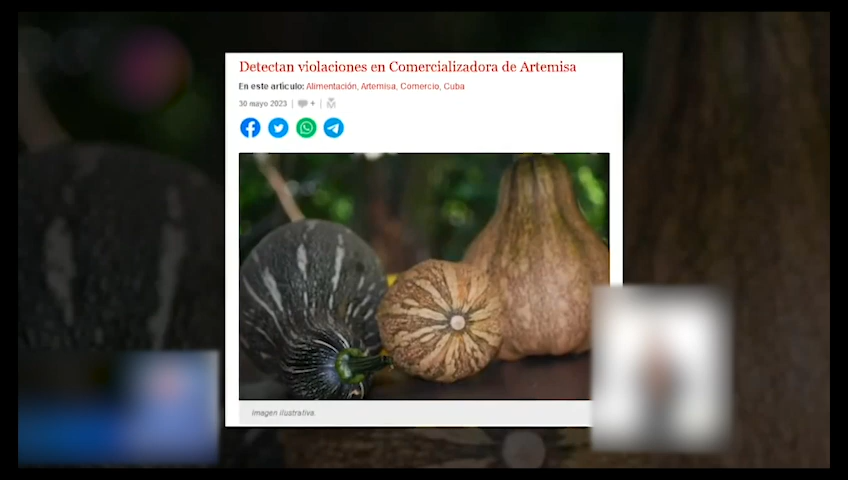 Detectan violaciones en Comercializadora de Artemisa
En este artículo: Alimentación, Artemisa, Comercio, Cuba
30 mayo 2023 | + |
imagen ilustrativa.